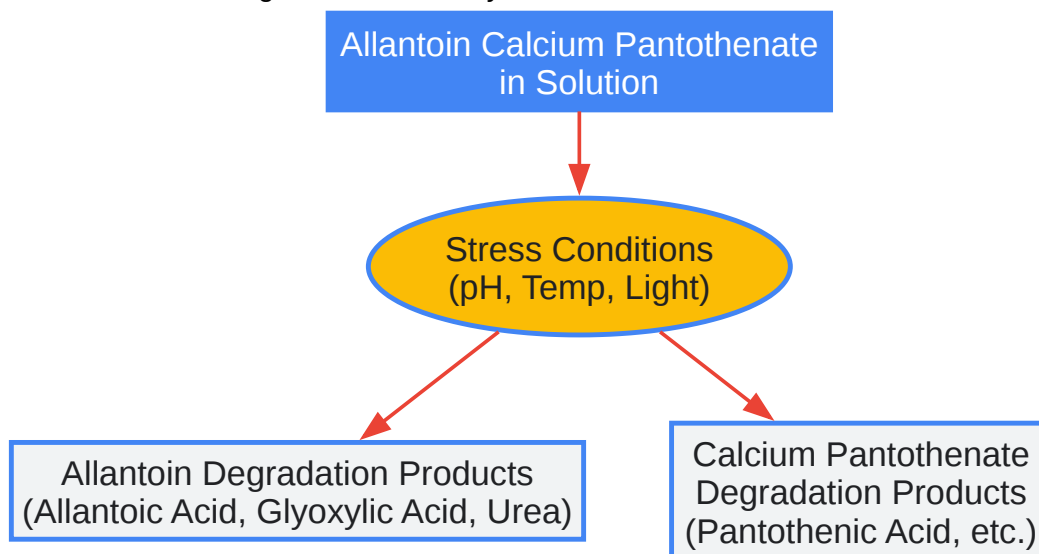 Allantoin Calcium Pantothenate
in Solution
Stress Conditions
(pH, Temp, Light)
Allantoin Degradation Products
(Allantoic Acid, Glyoxylic Acid, Urea)
Calcium Pantothenate
Degradation Products
(Pantothenic Acid, etc.)